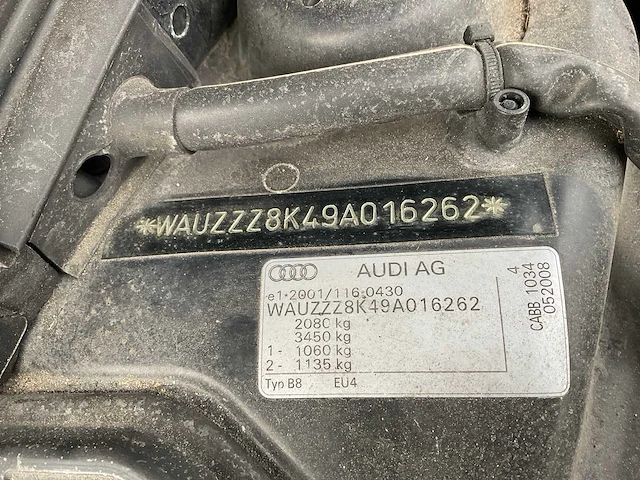 *WAUZZZ8K49A016262*
AUDI AG
e1*2001/116*0430
WAUZZZ8K49A016262
2080 kg
3450 kg
1- 1060 kg
2- 1135 kg
Typ B8 EU4
4
CABB 1034
052008